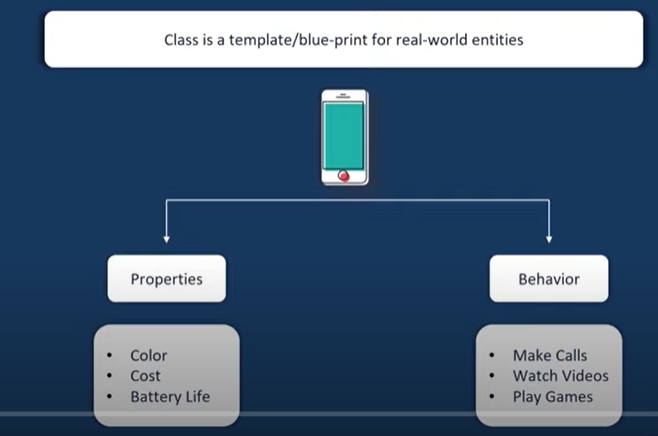 Class is a template/blue-print for real-world entities
Properties
Behavior
• Color
• Cost
• Battery Life
• Make Calls
• Watch Videos
• Play Games